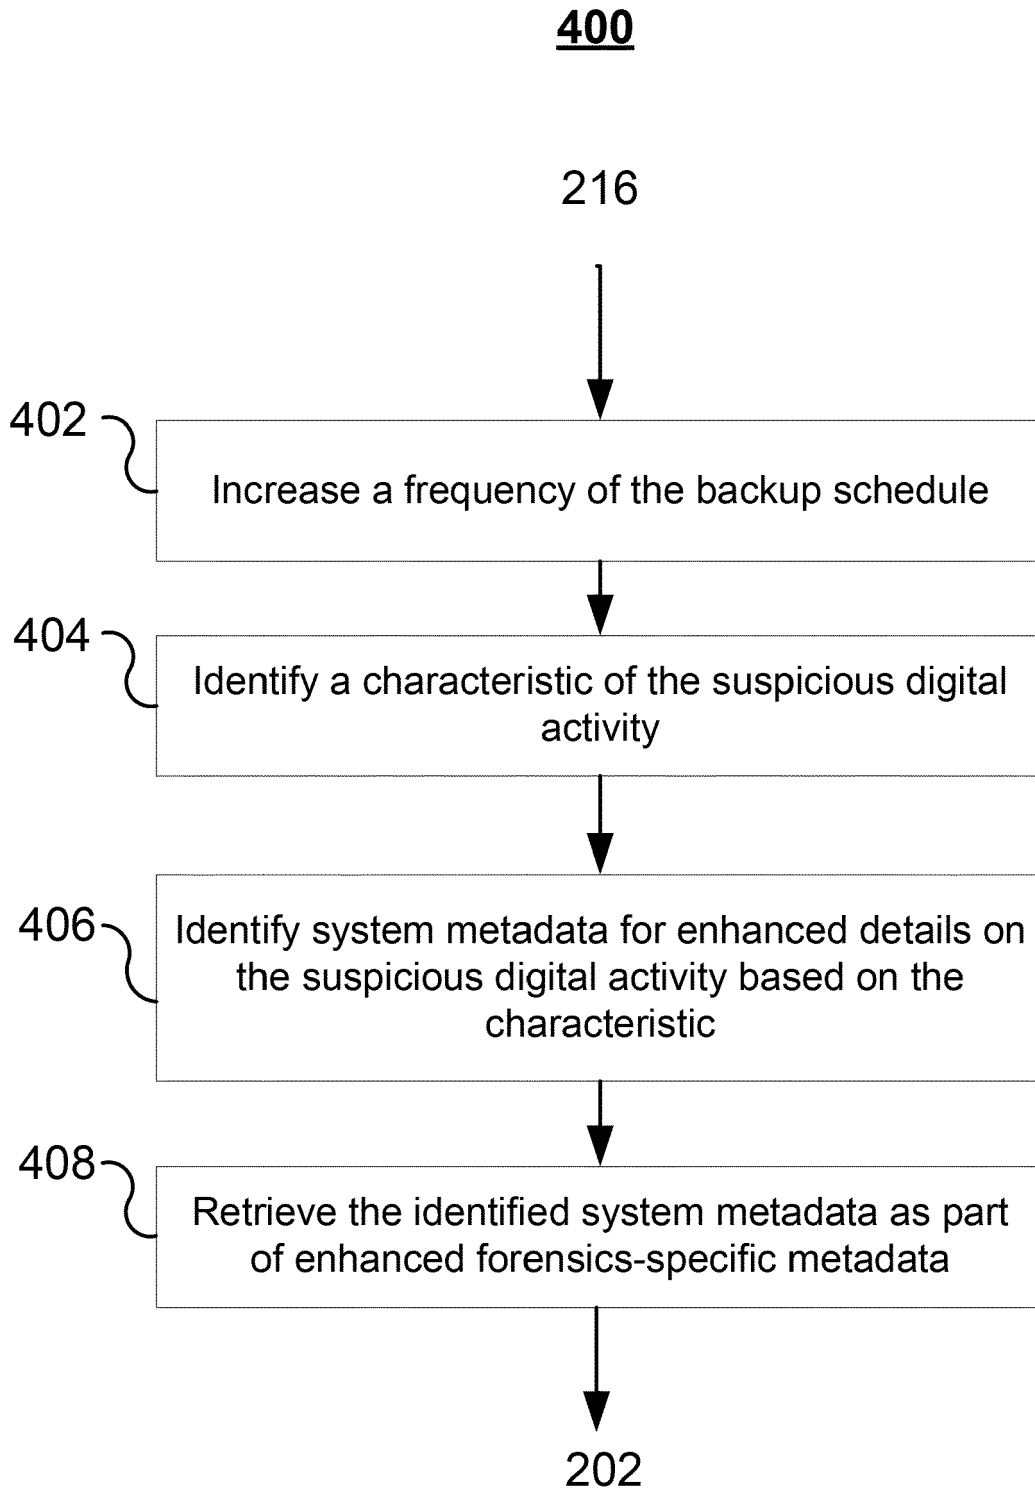 400
216
402
Increase a frequency of the backup schedule
404
Identify a characteristic of the suspicious digital
activity
406
Identify system metadata for enhanced details on
the suspicious digital activity based on the
characteristic
408
Retrieve the identified system metadata as part
of enhanced forensics-specific metadata
202